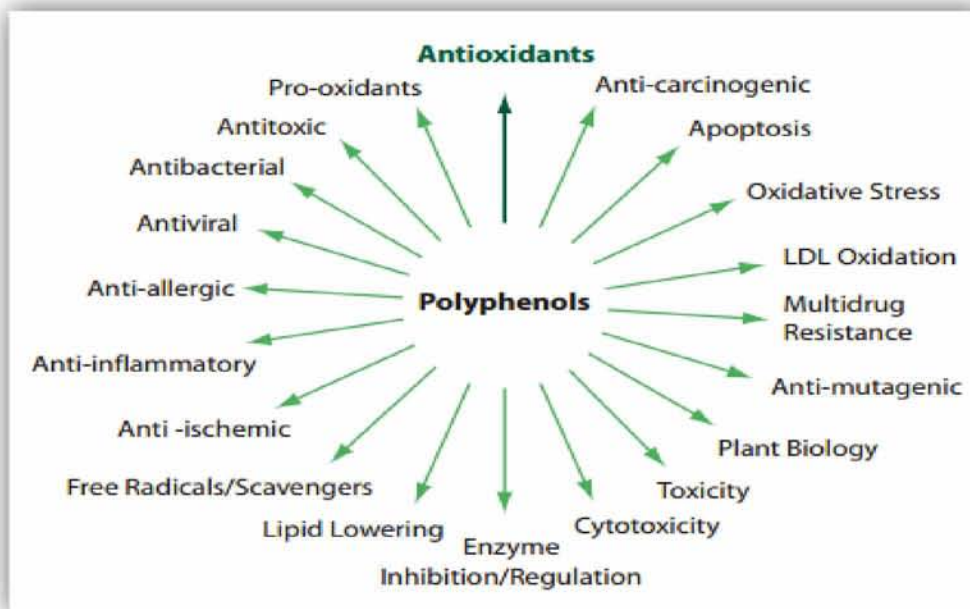 Antioxidants
Pro-oxidants
Anti-carcinogenic
Antitoxic
Apoptosis
Antibacterial
Oxidative Stress
Antiviral
LDL Oxidation
Anti-allergic
Polyphenols
Multidrug
Resistance
Anti-inflammatory
Anti-mutagenic
Anti -ischemic
Plant Biology
Free Radicals/Scavengers
Toxicity
Lipid Lowering
Cytotoxicity
Enzyme
Inhibition/Regulation